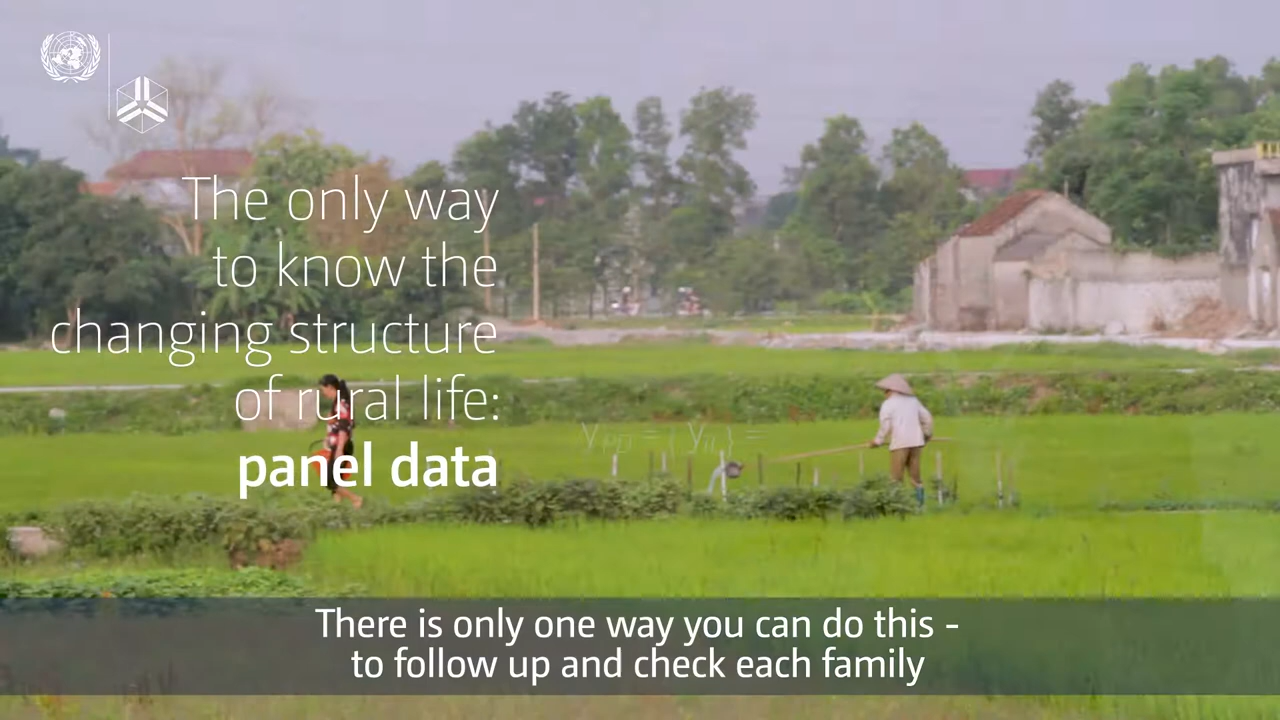 The only way
to know the
changing structure
of rural life:
panel data
There is only one way you can do this -
to follow up and check each family